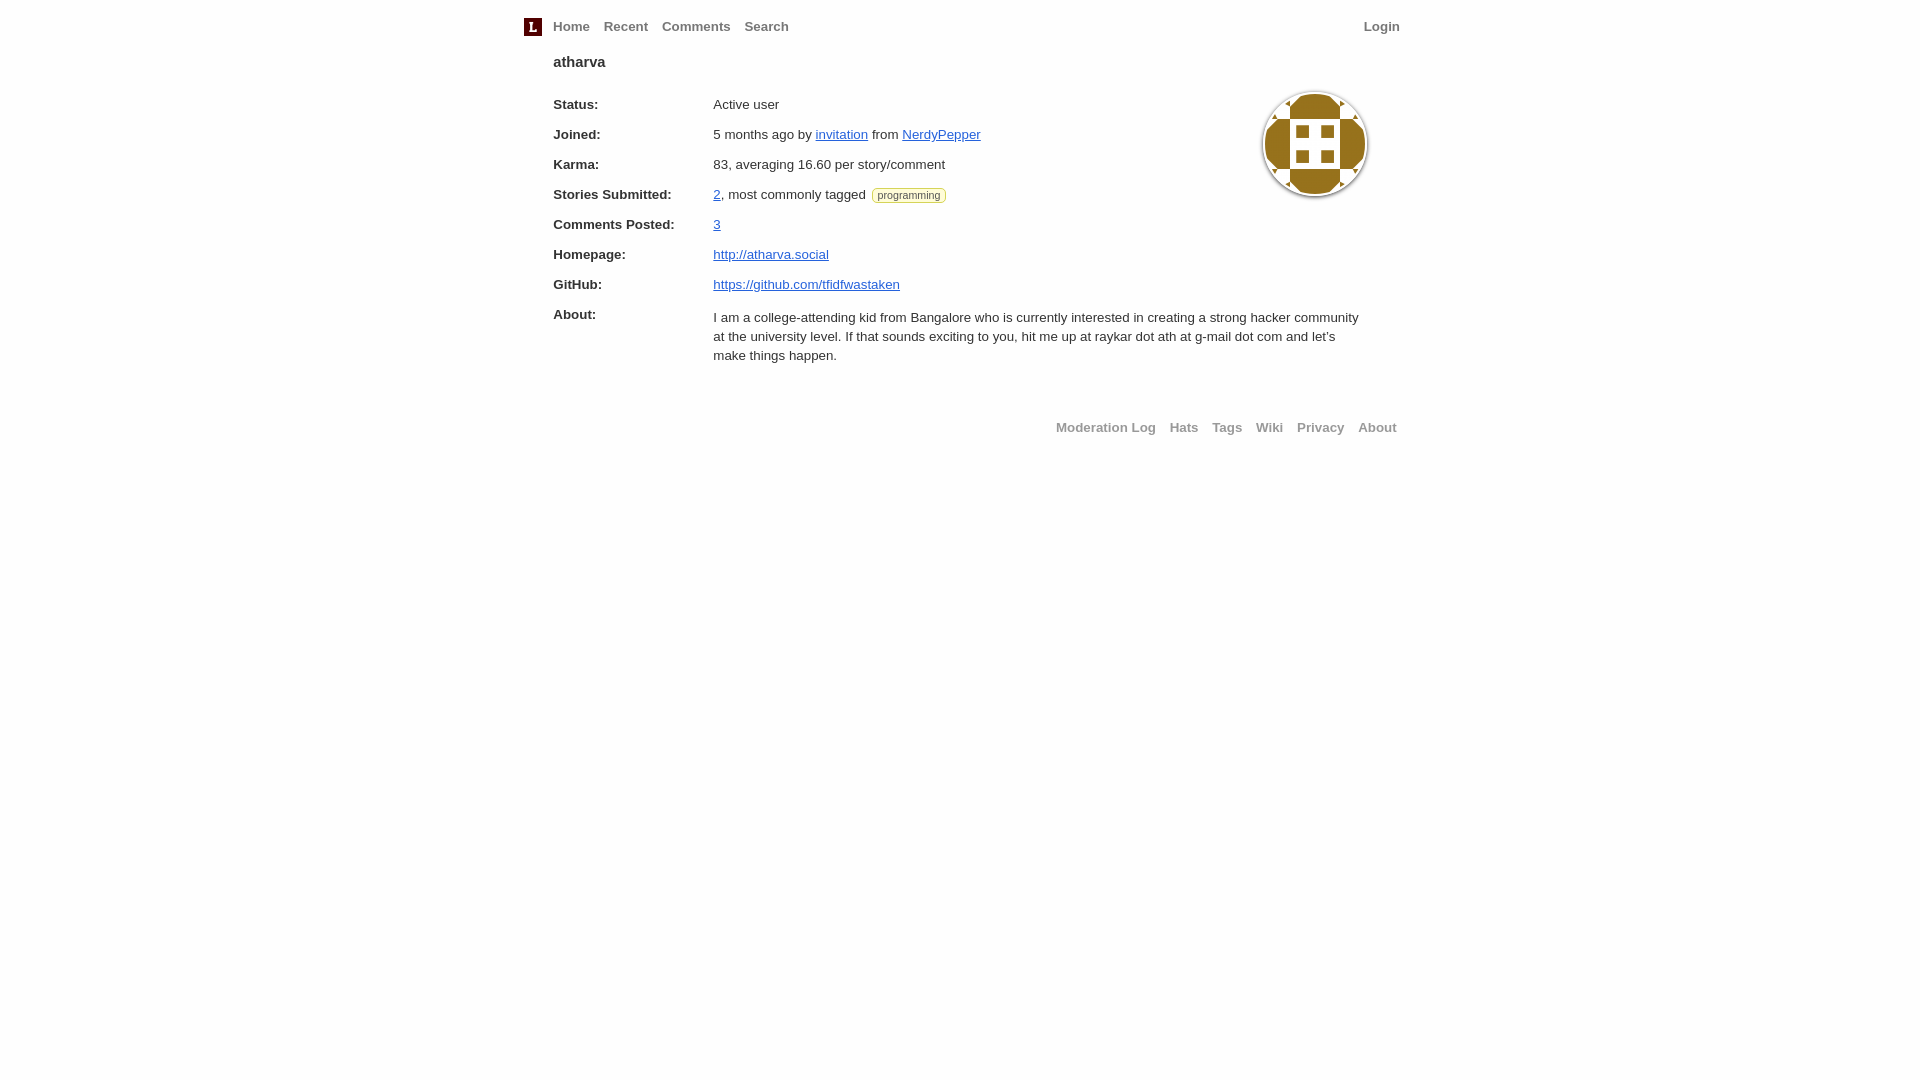 L Home Recent Comments Search Login
atharva
Status: Active user
Joined: 5 months ago by invitation from NerdyPepper
Karma: 83, averaging 16.60 per story/comment
Stories Submitted: 2, most commonly tagged programming
Comments Posted: 3
Homepage: http://atharva.social
GitHub: https://github.com/tfidfwastaken
About: I am a college-attending kid from Bangalore who is currently interested in creating a strong hacker community
at the university level. If that sounds exciting to you, hit me up at raykar dot ath at g-mail dot com and let’s
make things happen.
Moderation Log Hats Tags Wiki Privacy About